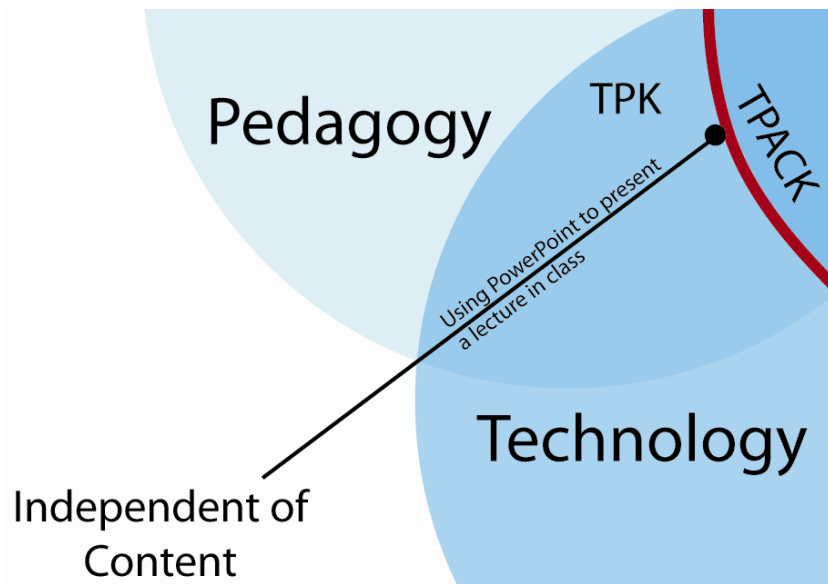 TPK
TPACK
Pedagogy
Using PowerPoint to present
a lecture in class
Technology
Independent of
Content